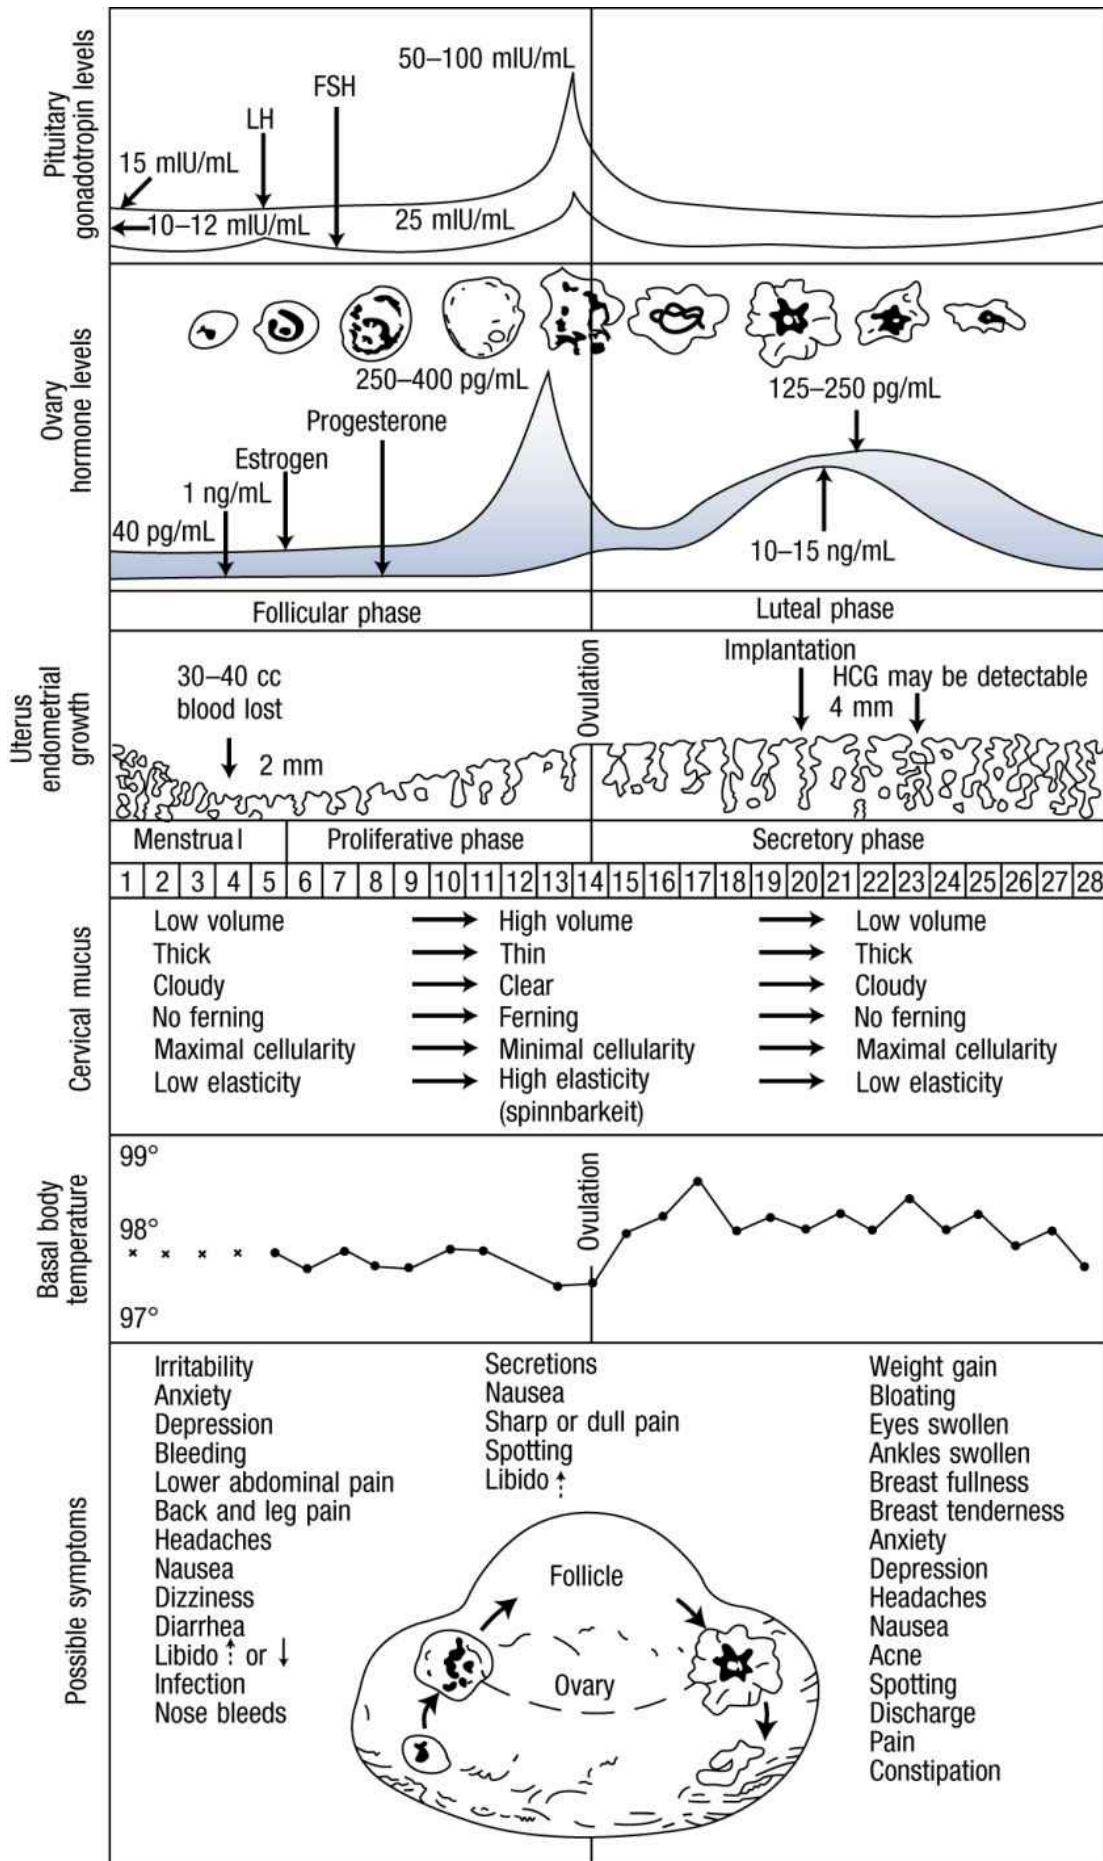 Pituitary
gonadotropin levels
50–100 mIU/mL
FSH
LH
15 mIU/mL
10–12 mIU/mL
25 mIU/mL
Ovary
hormone levels
250–400 pg/mL
125–250 pg/mL
Progesterone
Estrogen
1 ng/mL
40 pg/mL
10–15 ng/mL
Follicular phase
Luteal phase
Uterus
endometrial
growth
30–40 cc
blood lost
2 mm
Ovulation
Implantation
HCG may be detectable
4 mm
Menstrual
Proliferative phase
Secretory phase
1 2 3 4 5 6 7 8 9 10 11 12 13 14 15 16 17 18 19 20 21 22 23 24 25 26 27 28
Cervical mucus
Low volume → High volume → Low volume
Thick → Thin → Thick
Cloudy → Clear → Cloudy
No ferning → Ferning → No ferning
Maximal cellularity → Minimal cellularity → Maximal cellularity
Low elasticity → High elasticity → Low elasticity
(spinnbarkeit)
Basal body
temperature
99°
98°
97°
Ovulation
Possible symptoms
Irritability
Anxiety
Depression
Bleeding
Lower abdominal pain
Back and leg pain
Headaches
Nausea
Dizziness
Diarrhea
Libido ↑ or ↓
Infection
Nose bleeds
Secretions
Nausea
Sharp or dull pain
Spotting
Libido ↑
Follicle
Ovary
Weight gain
Bloating
Eyes swollen
Ankles swollen
Breast fullness
Breast tenderness
Anxiety
Depression
Headaches
Nausea
Acne
Spotting
Discharge
Pain
Constipation